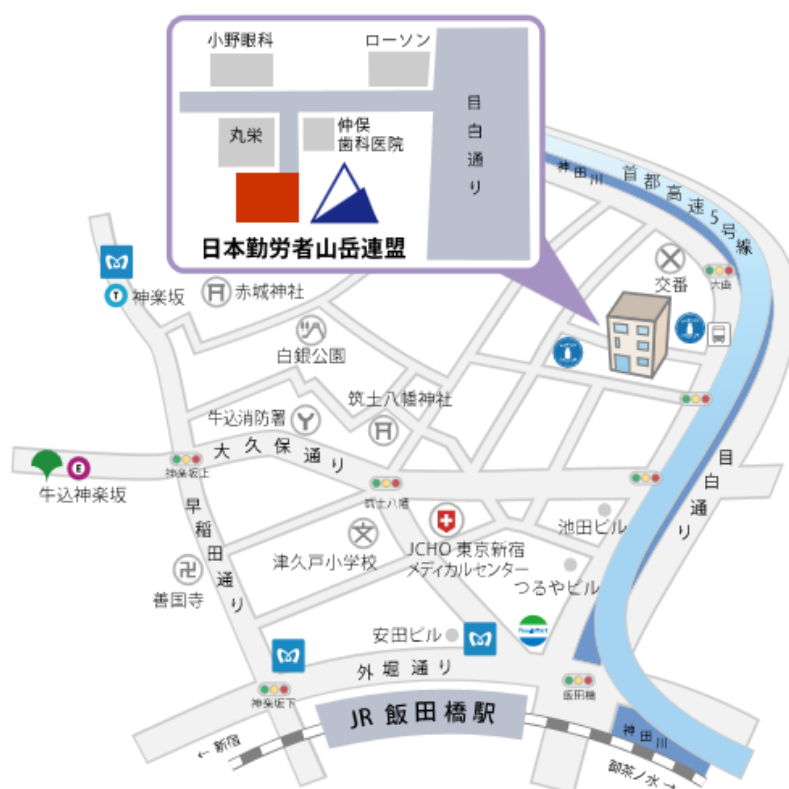 小野眼科
ローソン
丸栄
仲俣
歯科医院
目白通り
日本勤労者山岳連盟
神田川
首都高速5号線
交番
大曲
T
神楽坂
赤城神社
白銀公園
筑土八幡神社
牛込消防署
大久保通り
E
牛込神楽坂
神楽坂上
筑土八幡
目白通り
早稲田通り
池田ビル
JCHO 東京新宿
メディカルセンター
津久戸小学校
つるやビル
善国寺
安田ビル
外堀通り
飯田橋
神楽坂下
JR 飯田橋駅
← 新宿
神田川
御茶ノ水 →